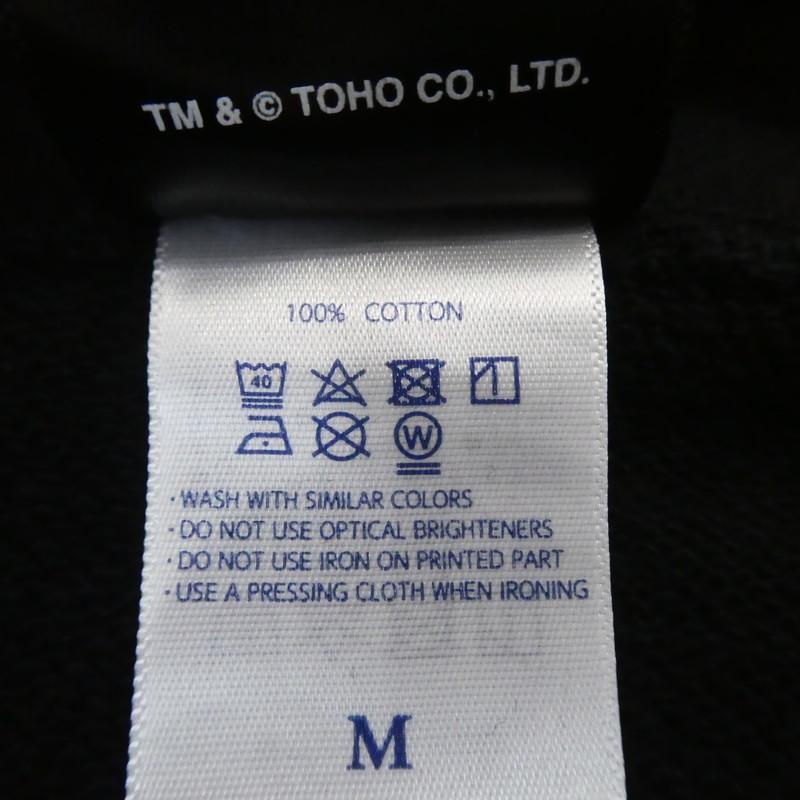 TM & © TOHO CO., LTD.
100% COTTON
40
W
·WASH WITH SIMILAR COLORS
·DO NOT USE OPTICAL BRIGHTENERS
·DO NOT USE IRON ON PRINTED PART
·USE A PRESSING CLOTH WHEN IRONING
M